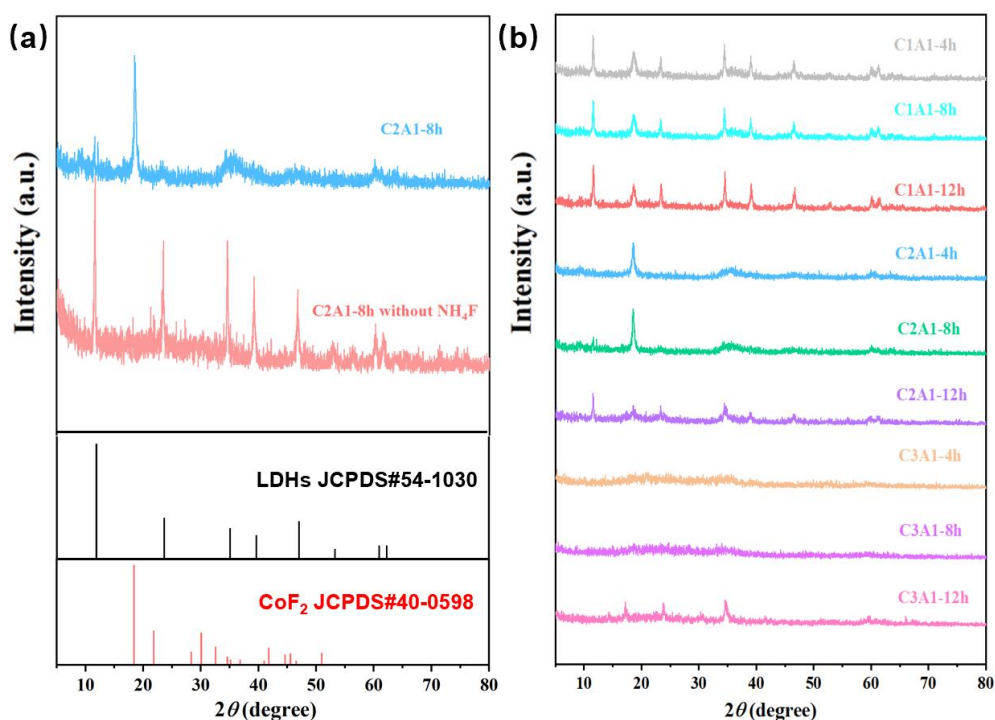 (a)
Intensity (a.u.)
C2A1-8h
C2A1-8h without NH₄F
LDHs JCPDS#54-1030
CoF₂ JCPDS#40-0598
10 20 30 40 50 60 70 80
2θ (degree)
(b)
Intensity (a.u.)
C1A1-4h
C1A1-8h
C1A1-12h
C2A1-4h
C2A1-8h
C2A1-12h
C3A1-4h
C3A1-8h
C3A1-12h
10 20 30 40 50 60 70 80
2θ (degree)